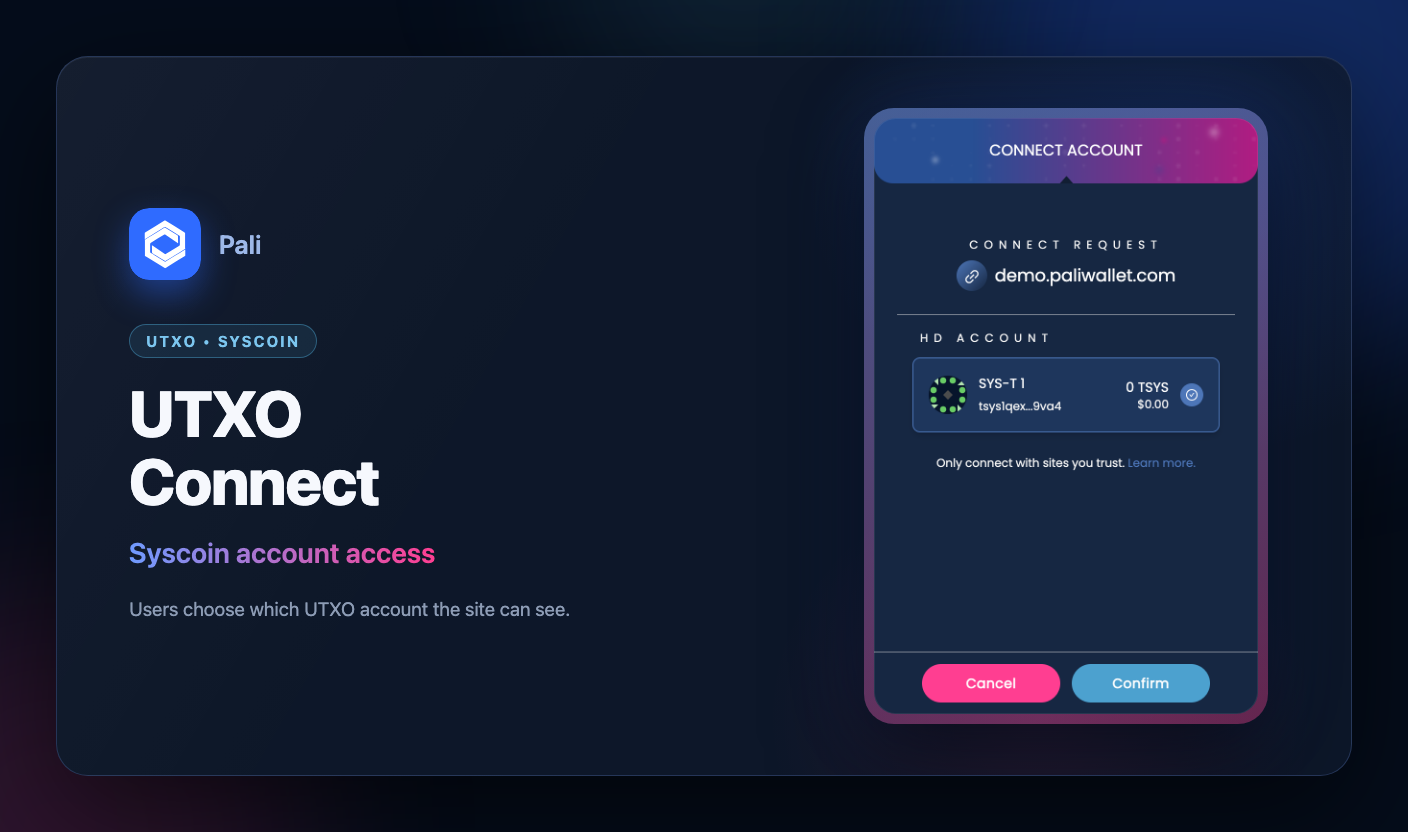 Pali
UTXO • SYSCOIN
UTXO
Connect
Syscoin account access
Users choose which UTXO account the site can see.
CONNECT ACCOUNT
CONNECT REQUEST
demo.paliwallet.com
HD ACCOUNT
SYS-T 1
0 TSYS
tsys1qex...9va4
$0.00
Only connect with sites you trust. Learn more.
Cancel
Confirm